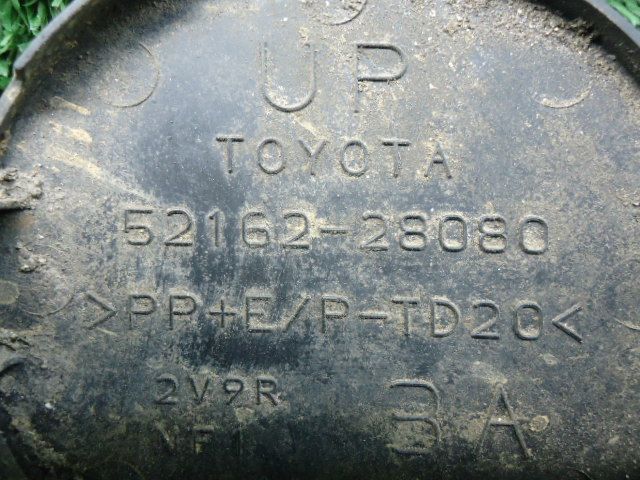 UP
TOYOTA
52162-28080
>PP+E/P-TD20<
2V9R 3A
F